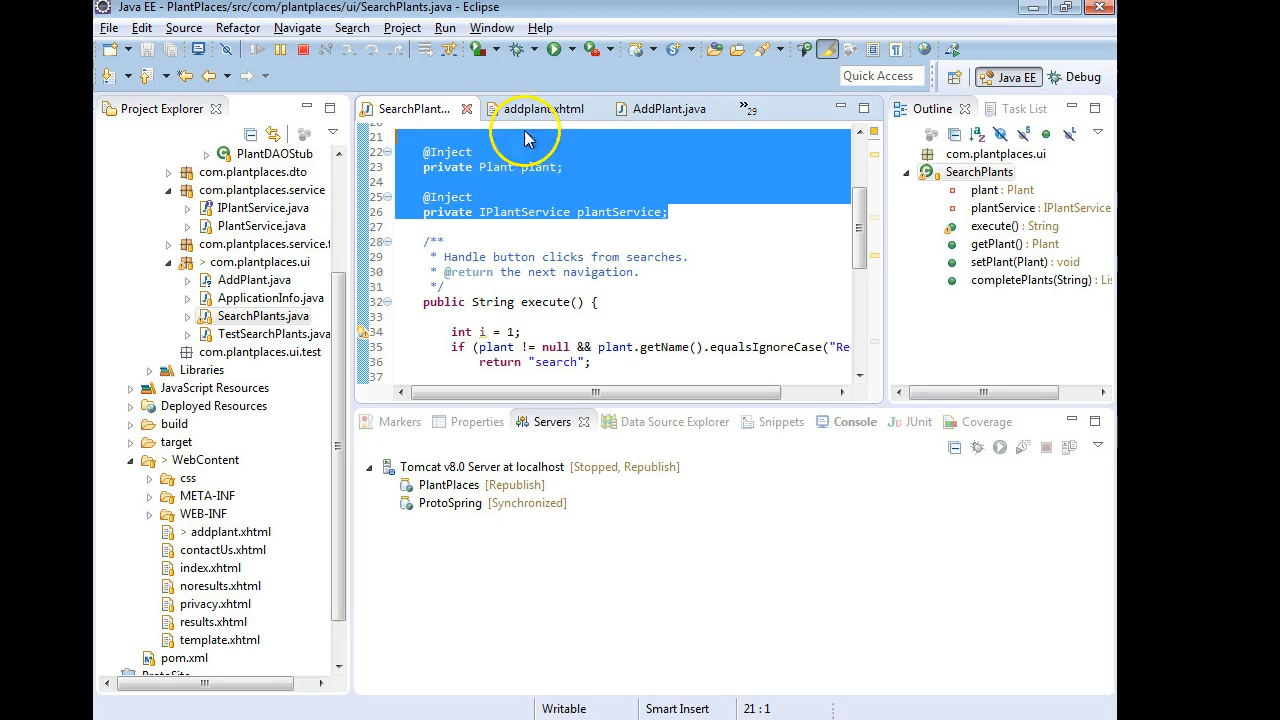 Java EE - PlantPlaces/src/com/plantplaces/ui/SearchPlants.java - Eclipse
File Edit Source Refactor Navigate Search Project Run Window Help
Quick Access
Java EE
Debug
Project Explorer
PlantDAOStub
com.plantplaces.dto
com.plantplaces.service
IPlantService.java
PlantService.java
com.plantplaces.service.t
> com.plantplaces.ui
AddPlant.java
ApplicationInfo.java
SearchPlants.java
TestSearchPlants.java
com.plantplaces.ui.test
Libraries
JavaScript Resources
Deployed Resources
build
target
> WebContent
css
META-INF
WEB-INF
> addplant.xhtml
contactUs.xhtml
index.xhtml
noresults.xhtml
privacy.xhtml
results.xhtml
template.xhtml
pom.xml
SearchPlant...
addplant.xhtml
AddPlant.java
29
21
22 @Inject
23 private Plant plant;
24
25 @Inject
26 private IPlantService plantService;
27
28 /**
29 * Handle button clicks from searches.
30 * @return the next navigation.
31 */
32 public String execute() {
33
34 int i = 1;
35 if (plant != null && plant.getName().equalsIgnoreCase("Re
36 return "search";
37
Outline
Task List
com.plantplaces.ui
SearchPlants
plant : Plant
plantService : IPlantService
execute() : String
getPlant() : Plant
setPlant(Plant) : void
completePlants(String) : Lis
Markers
Properties
Servers
Data Source Explorer
Snippets
Console
JUnit
Coverage
Tomcat v8.0 Server at localhost [Stopped, Republish]
PlantPlaces [Republish]
ProtoSpring [Synchronized]
Writable
Smart Insert
21 : 1